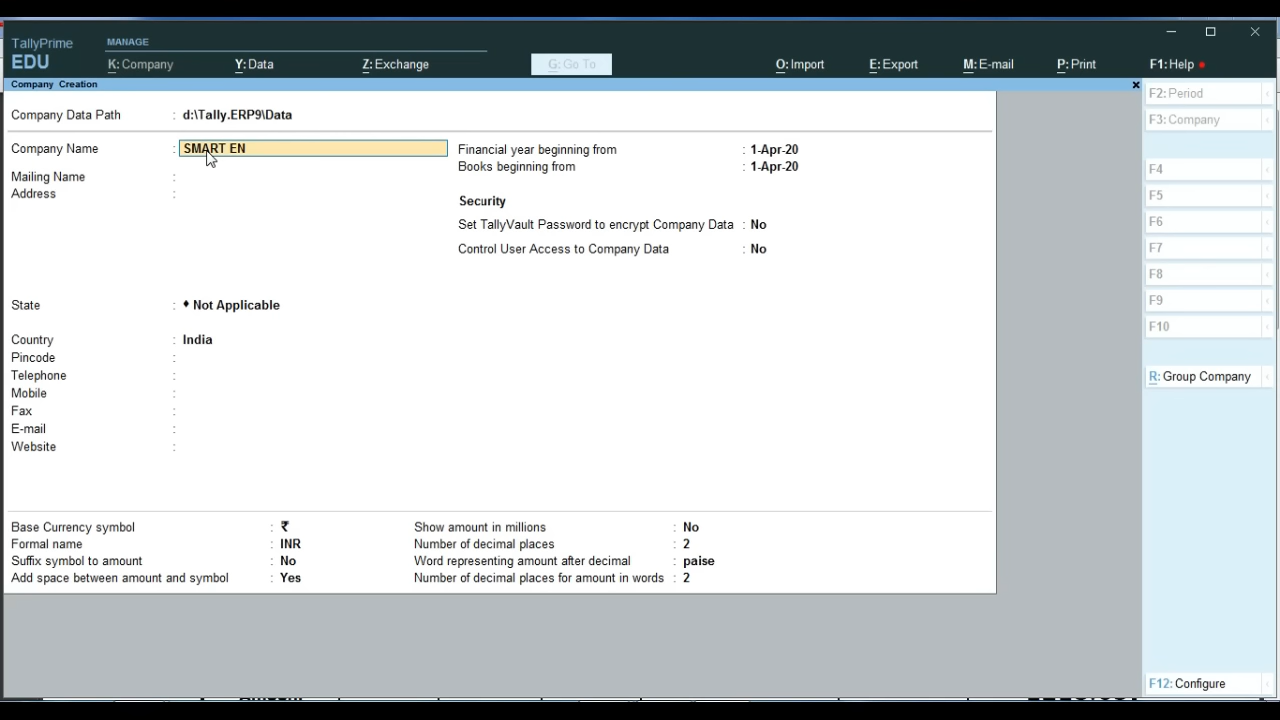 TallyPrime
EDU
MANAGE
K: Company
Y: Data
Z: Exchange
G: Go To
O: Import
E: Export
M: E-mail
P: Print
F1: Help
Company Creation
Company Data Path : d:\Tally.ERP9\Data
Company Name : SMART EN
Mailing Name :
Address :
State : ♦ Not Applicable
Country : India
Pincode :
Telephone :
Mobile :
Fax :
E-mail :
Website :
Financial year beginning from : 1-Apr-20
Books beginning from : 1-Apr-20
Security
Set TallyVault Password to encrypt Company Data : No
Control User Access to Company Data : No
Base Currency symbol : ₹
Formal name : INR
Suffix symbol to amount : No
Add space between amount and symbol : Yes
Show amount in millions : No
Number of decimal places : 2
Word representing amount after decimal : paise
Number of decimal places for amount in words : 2
F2: Period
F3: Company
F4
F5
F6
F7
F8
F9
F10
R: Group Company
F12: Configure